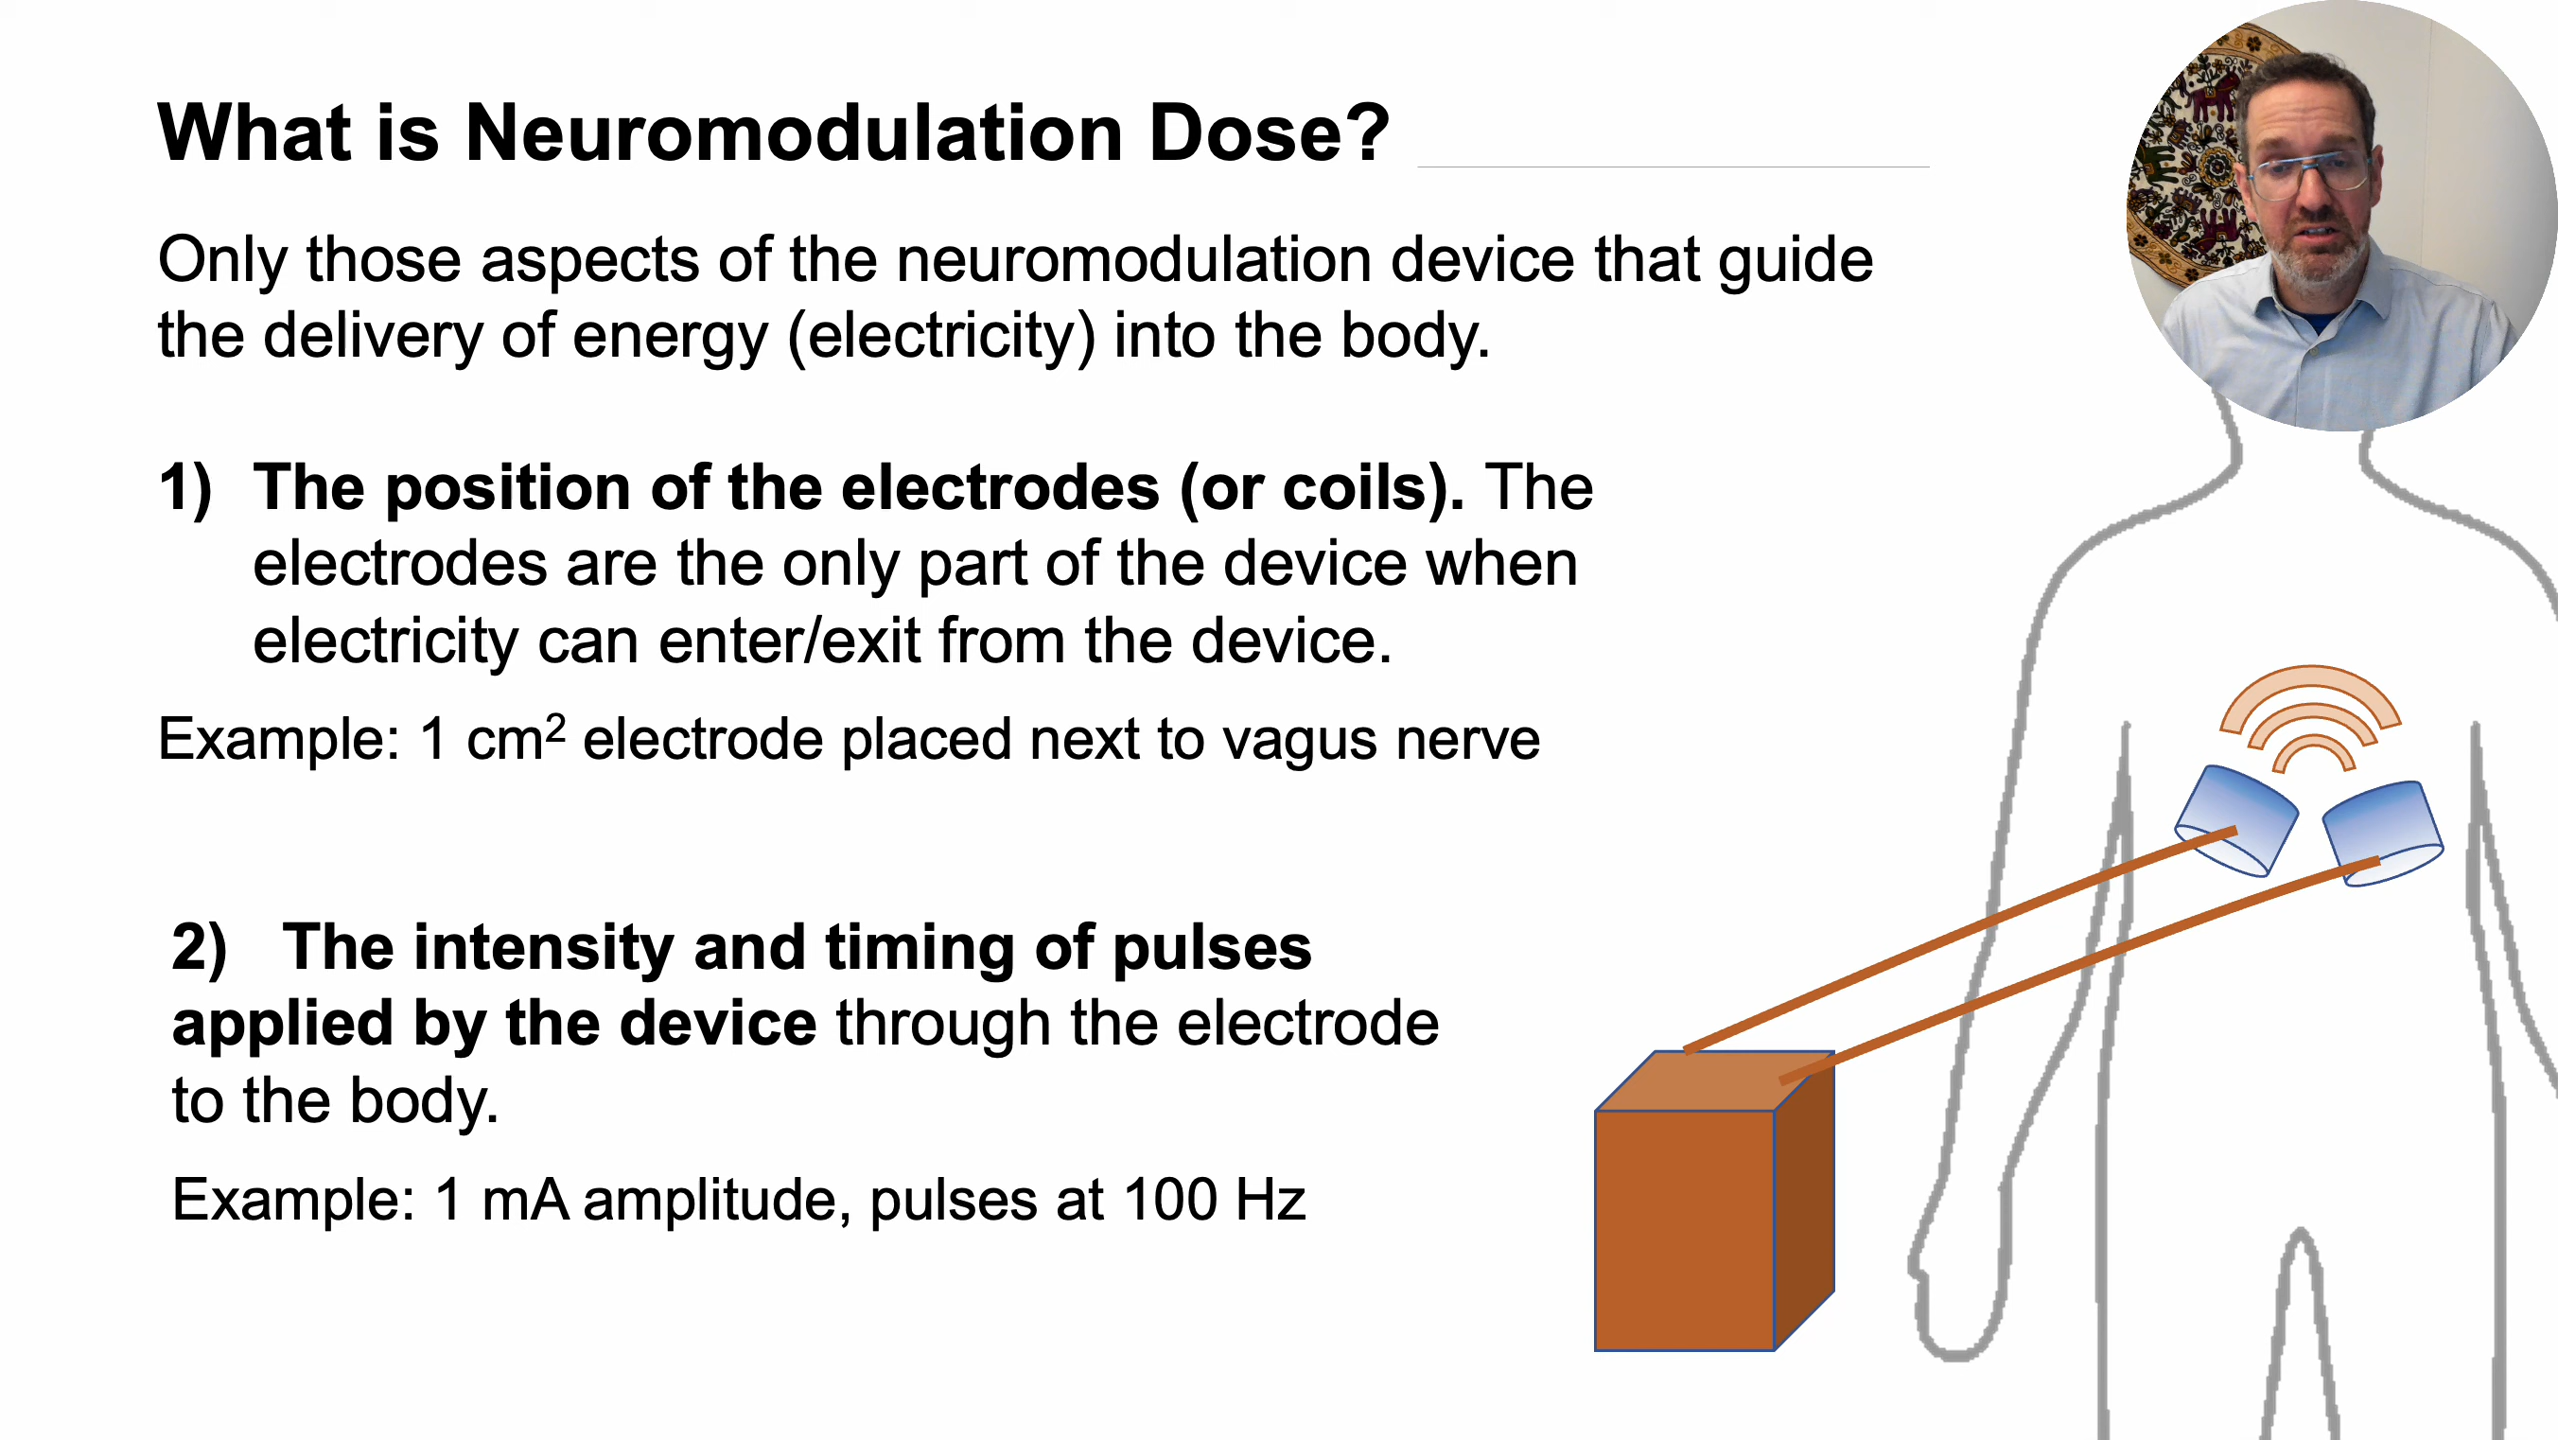 What is Neuromodulation Dose?
Only those aspects of the neuromodulation device that guide
the delivery of energy (electricity) into the body.
1) The position of the electrodes (or coils). The
electrodes are the only part of the device when
electricity can enter/exit from the device.
Example: 1 cm² electrode placed next to vagus nerve
2) The intensity and timing of pulses
applied by the device through the electrode
to the body.
Example: 1 mA amplitude, pulses at 100 Hz